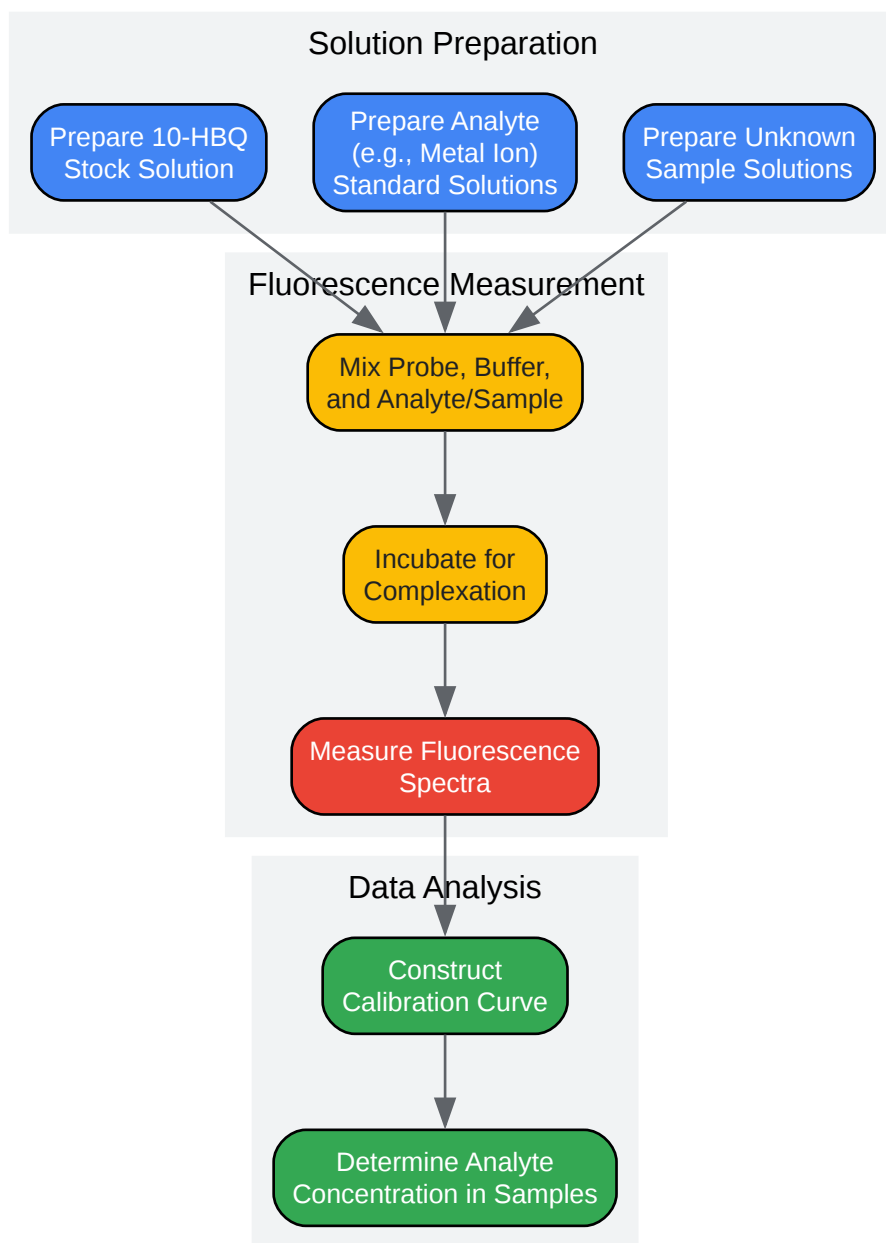 Solution Preparation
Prepare 10-HBQ
Stock Solution
Prepare Analyte
(e.g., Metal Ion)
Standard Solutions
Prepare Unknown
Sample Solutions
Fluorescence Measurement
Mix Probe, Buffer,
and Analyte/Sample
Incubate for
Complexation
Measure Fluorescence
Spectra
Data Analysis
Construct
Calibration Curve
Determine Analyte
Concentration in Samples